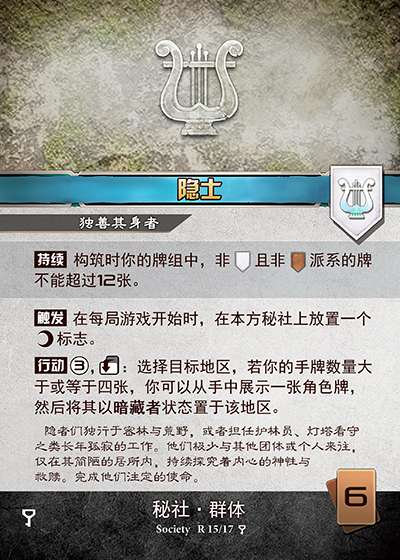 隐士
独善其身者
持续 构筑时你的牌组中，非 且非 派系的牌
不能超过12张。
触发 在每局游戏开始时，在本方秘社上放置一个
标志。
行动 ③，：选择目标地区，若你的手牌数量大
于或等于四张，你可以从手中展示一张角色牌，
然后将其以暗藏者状态置于该地区。
隐者们独行于密林与荒野，或者担任护林员、灯塔看守
之类长年孤寂的工作。他们极少与其他团体或个人来往，
仅在其简陋的居所内，持续探究着内心的神性与
救赎。完成他们注定的使命。
6
秘社·群体
Society R 15/17